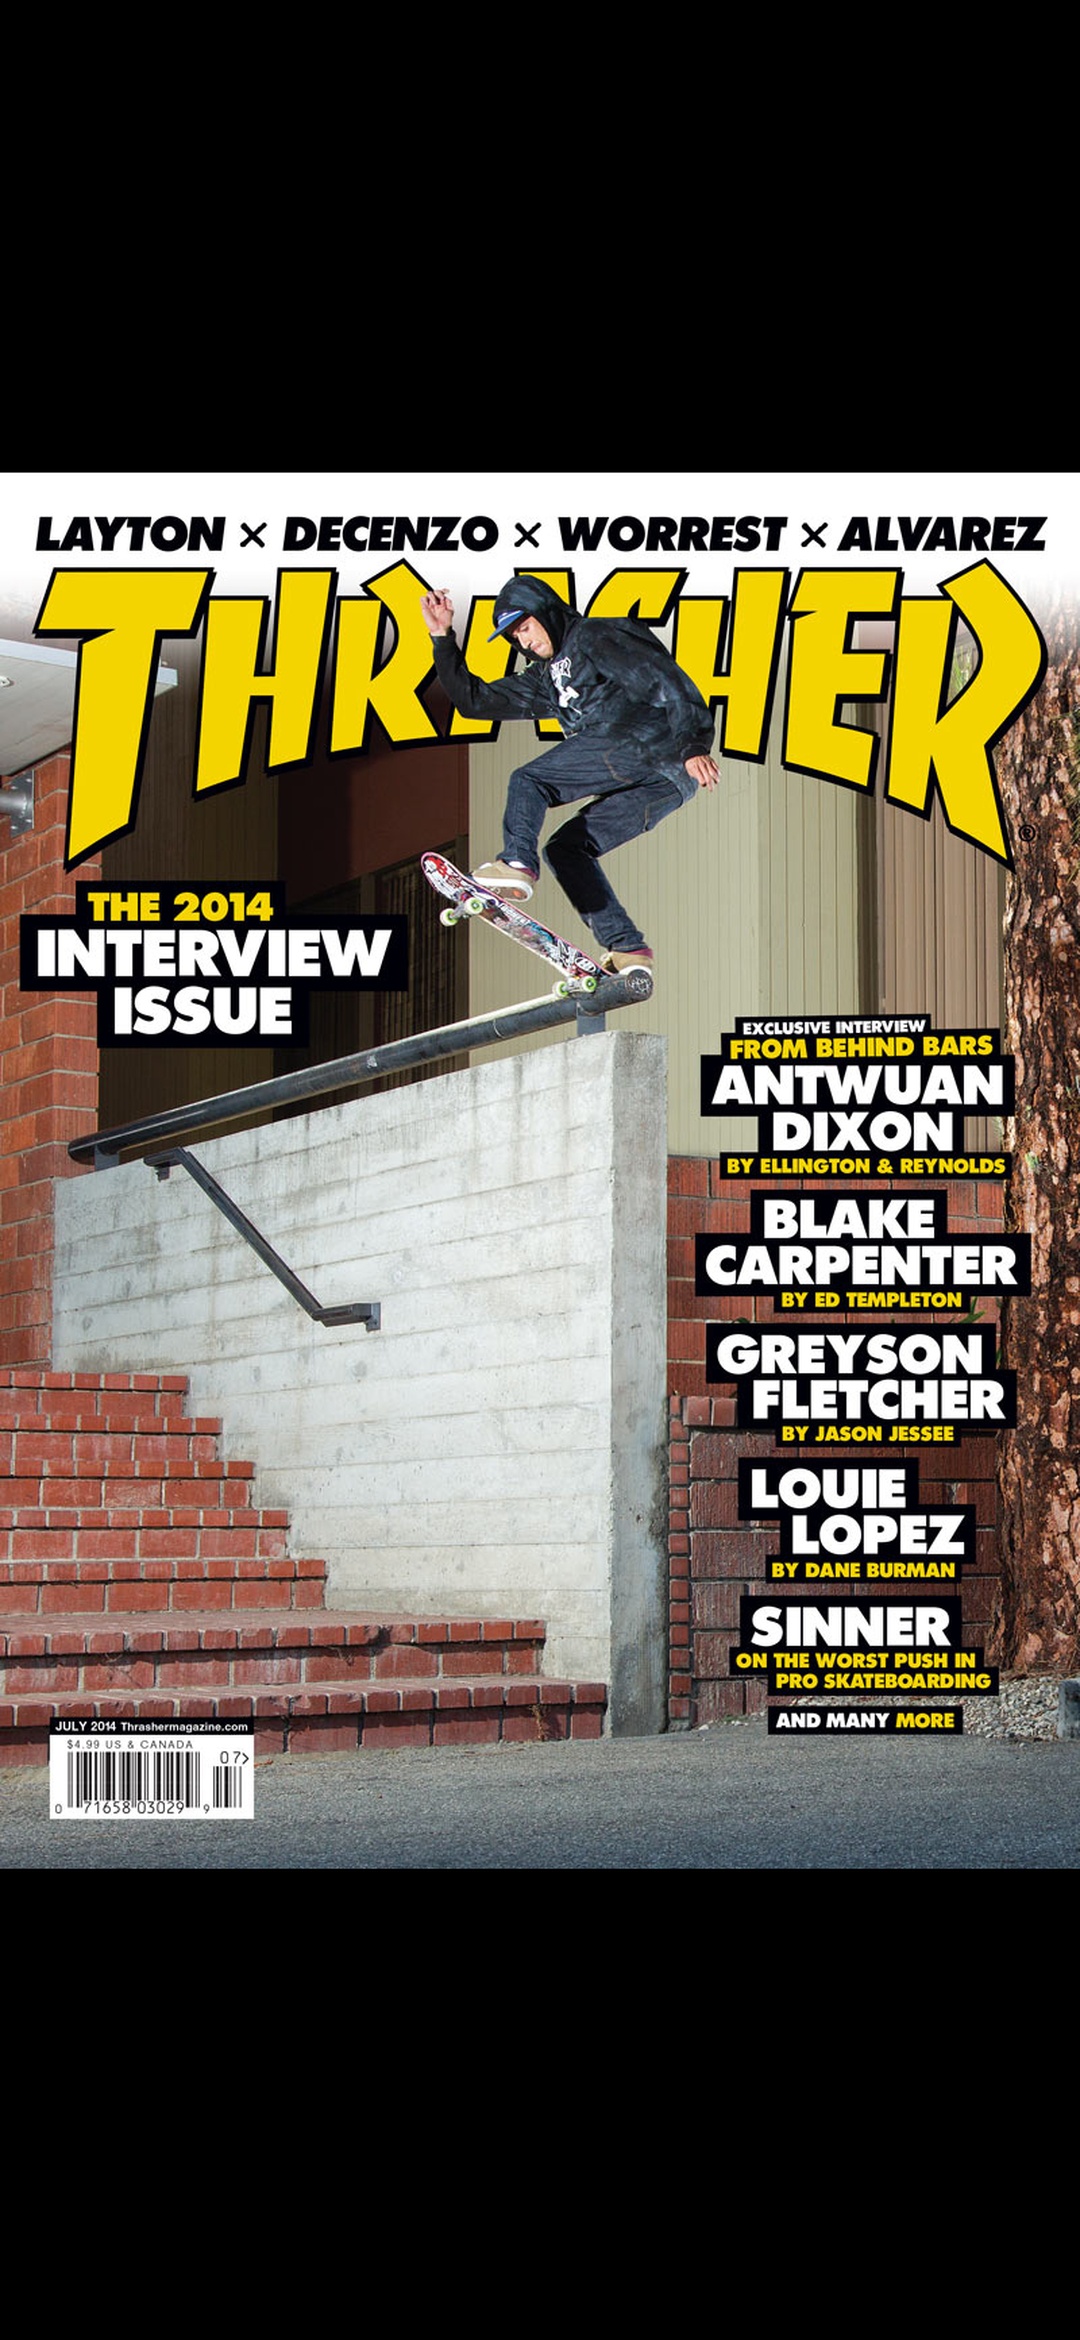 LAYTON × DECENZO × WORREST × ALVAREZ
THRASHER
®
THE 2014
INTERVIEW
ISSUE
EXCLUSIVE INTERVIEW
FROM BEHIND BARS
ANTWUAN
DIXON
BY ELLINGTON & REYNOLDS
BLAKE
CARPENTER
BY ED TEMPLETON
GREYSON
FLETCHER
BY JASON JESSEE
LOUIE
LOPEZ
BY DANE BURMAN
SINNER
ON THE WORST PUSH IN
PRO SKATEBOARDING
AND MANY MORE
JULY 2014 Thrashermagazine.com
$4.99 US & CANADA
07>
0 71658 03029 9